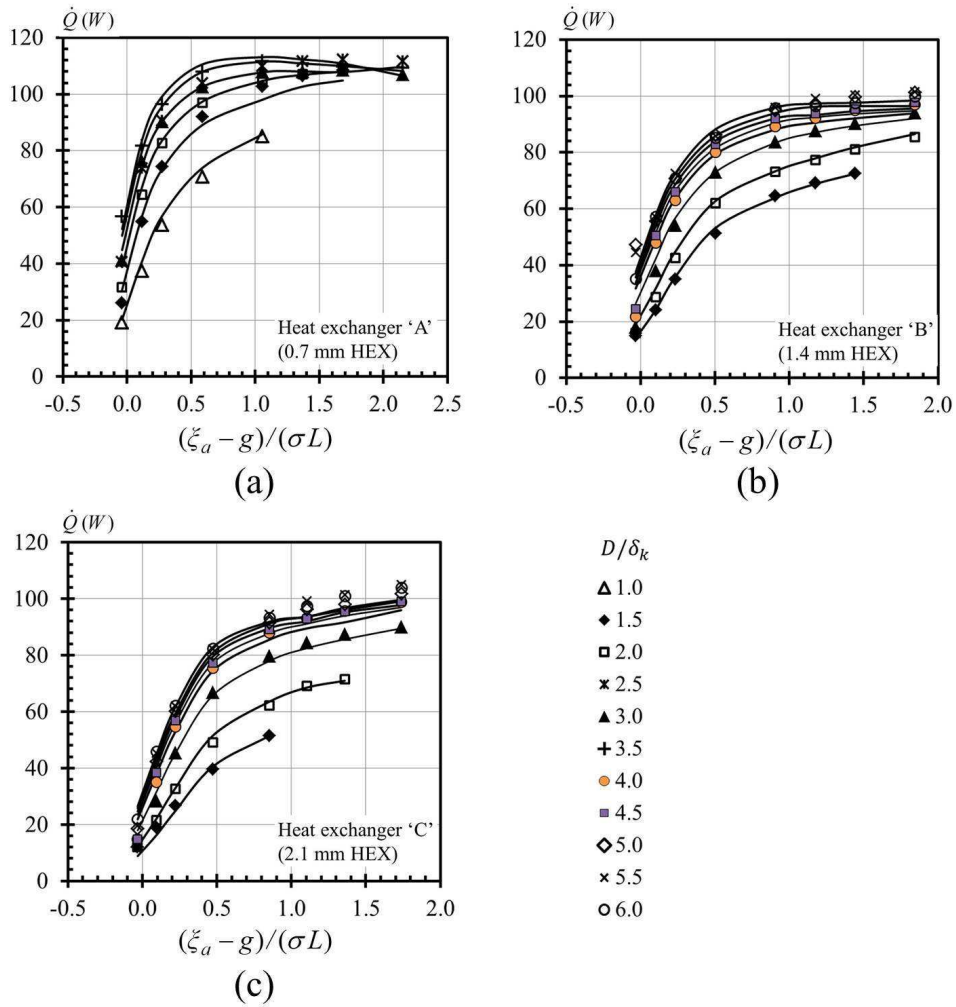 Q̇ (W)
120
100
80
60
40
20
0
-0.5 0.0 0.5 1.0 1.5 2.0 2.5
Heat exchanger ‘A’
(0.7 mm HEX)
(ξₐ – g)/(σL)
(a)
Q̇ (W)
120
100
80
60
40
20
0
-0.5 0.0 0.5 1.0 1.5 2.0
Heat exchanger ‘B’
(1.4 mm HEX)
(ξₐ – g)/(σL)
(b)
Q̇ (W)
120
100
80
60
40
20
0
-0.5 0.0 0.5 1.0 1.5 2.0
Heat exchanger ‘C’
(2.1 mm HEX)
(ξₐ – g)/(σL)
(c)
D/δₖ
1.0
1.5
2.0
2.5
3.0
3.5
4.0
4.5
5.0
5.5
6.0